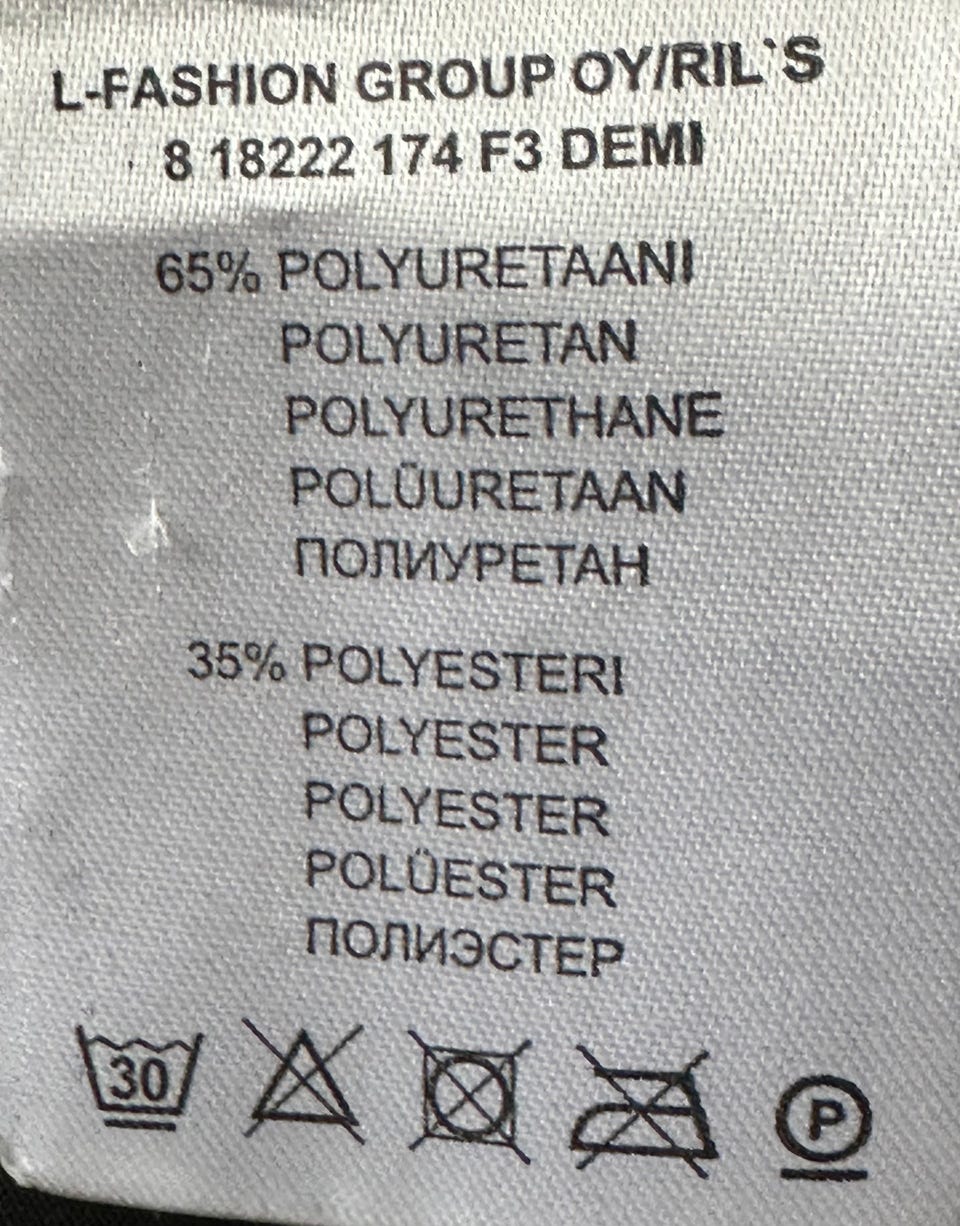 L-FASHION GROUP OY/RIL`S
8 18222 174 F3 DEMI
65% POLYURETAANI
POLYURETAN
POLYURETHANE
POLÜURETAAN
ПОЛИУРЕТАН
35% POLYESTERI
POLYESTER
POLYESTER
POLÜESTER
ПОЛИЭСТЕР
30 P